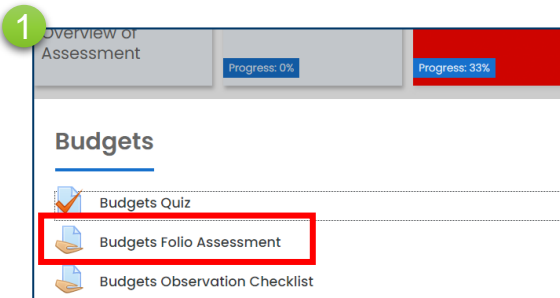 1
Overview of
Assessment
Progress: 0%
Progress: 33%
Budgets
Budgets Quiz
Budgets Folio Assessment
Budgets Observation Checklist